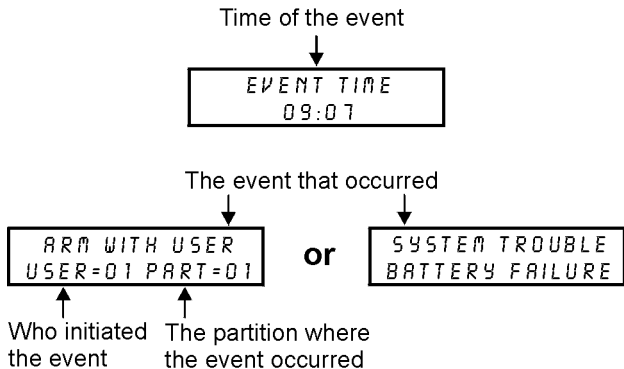 Time of the event
EVENT TIME
09:07
The event that occurred
ARM WITH USER
USER=01 PART=01
or
SYSTEM TROUBLE
BATTERY FAILURE
Who initiated
the event
The partition where
the event occurred